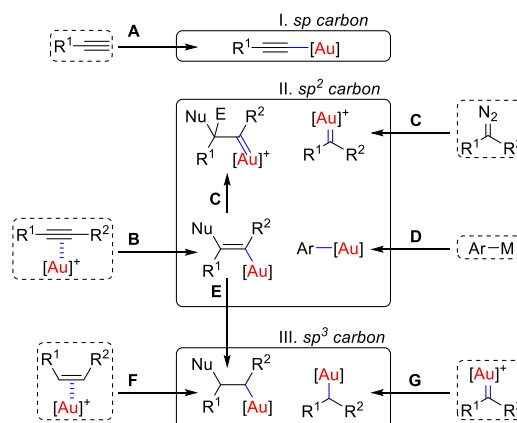 I. sp carbon
A
R1
R1
[Au]
II. sp2 carbon
Nu
E
R2
R1
[Au]+
[Au]+
R1
R2
C
N2
R1
R2
C
R1
R2
[Au]+
B
Nu
R2
R1
[Au]
Ar
[Au]
D
Ar–M
E
III. sp3 carbon
R1
R2
[Au]+
F
Nu
R2
R1
[Au]
[Au]
R1
R2
G
[Au]+
R1
R2